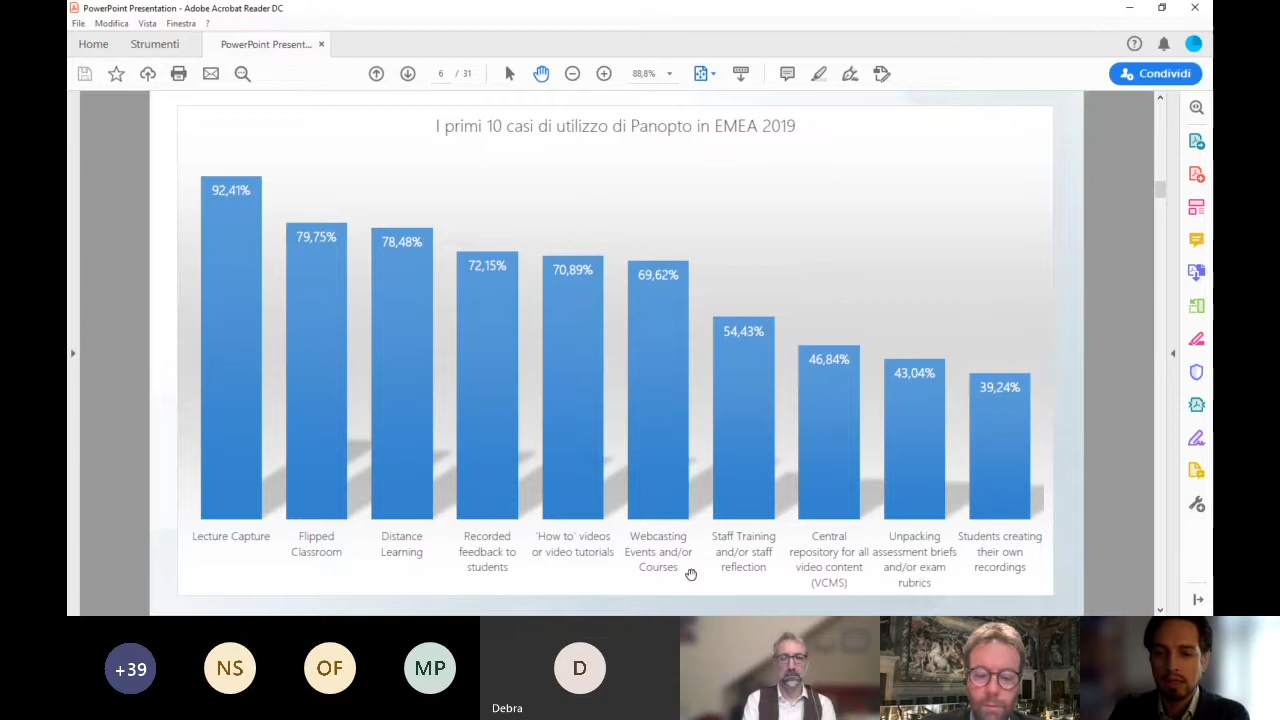 PowerPoint Presentation - Adobe Acrobat Reader DC
File Modifica Vista Finestra ?
Home Strumenti PowerPoint Present... ×
6 / 31 88,8%
Condividi
I primi 10 casi di utilizzo di Panopto in EMEA 2019
92,41%
79,75%
78,48%
72,15%
70,89%
69,62%
54,43%
46,84%
43,04%
39,24%
Lecture Capture
Flipped
Classroom
Distance
Learning
Recorded
feedback to
students
'How to' videos
or video tutorials
Webcasting
Events and/or
Courses
Staff Training
and/or staff
reflection
Central
repository for all
video content
(VCMS)
Unpacking
assessment briefs
and/or exam
rubrics
Students creating
their own
recordings
+39
NS
OF
MP
D
Debra